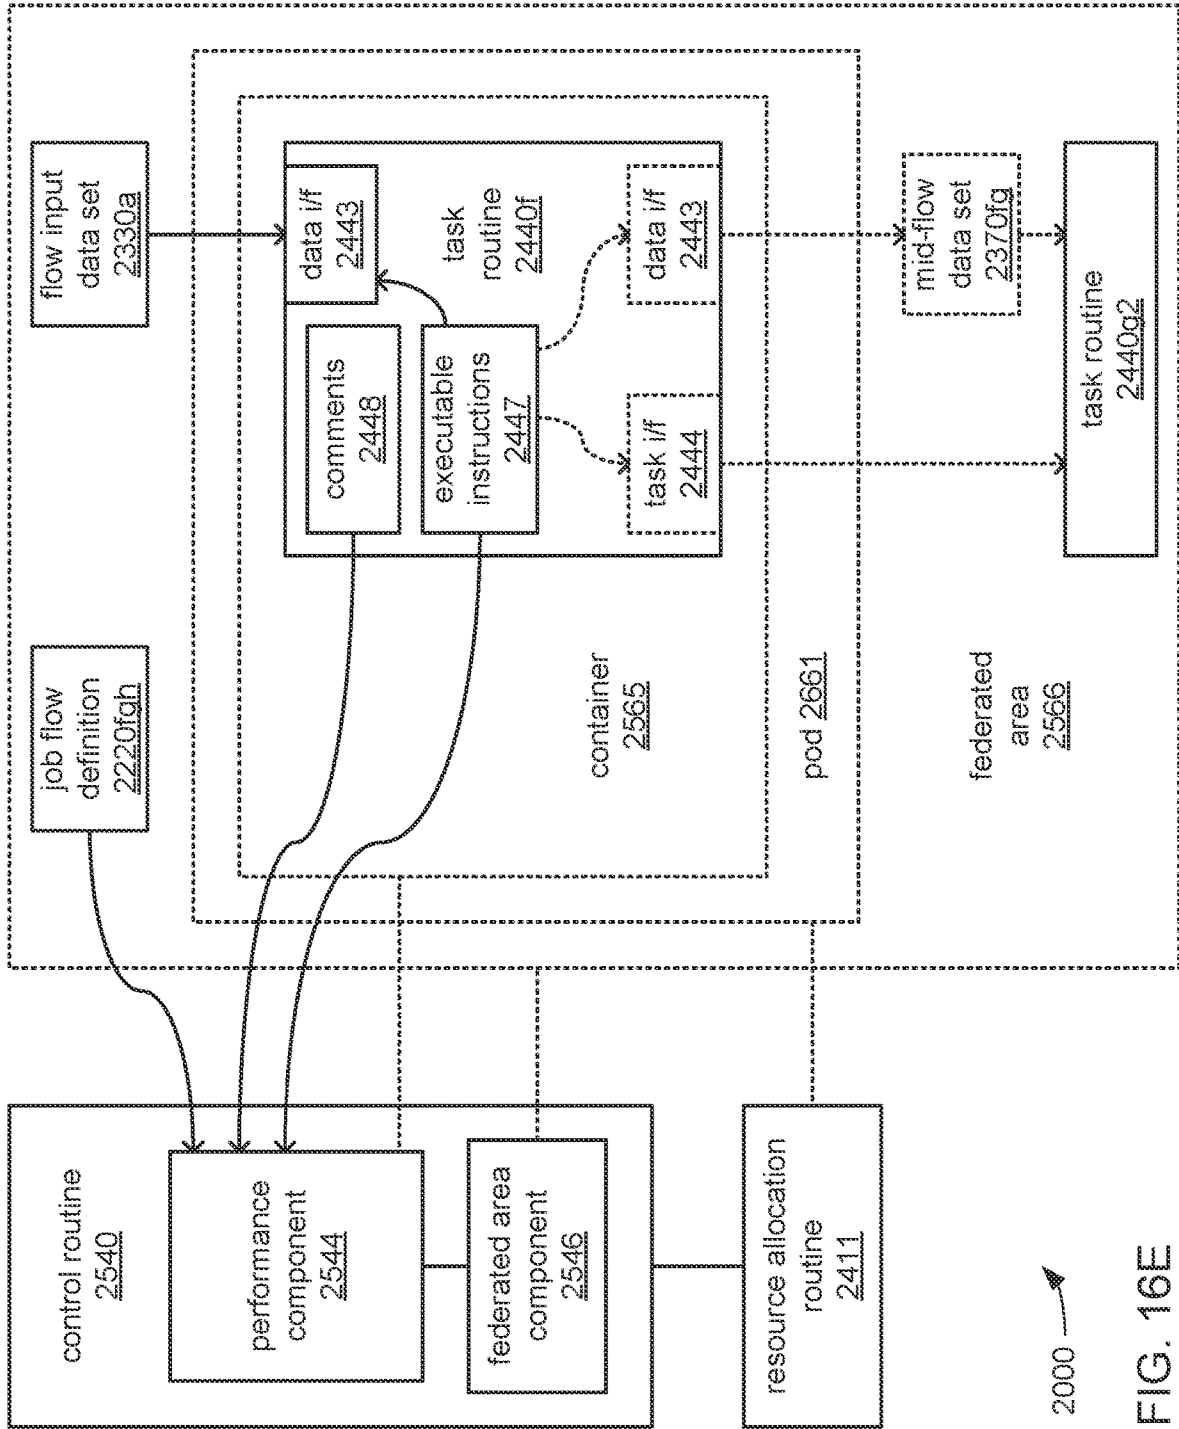 control routine
2540
performance
component
2544
federated area
component
2546
resource allocation
routine
2411
job flow
definition
2220fgh
flow input
data set
2330a
comments
2448
executable
instructions
2447
data i/f
2443
task
routine
2440f
task i/f
2444
data i/f
2443
container
2565
pod 2661
federated
area
2566
mid-flow
data set
2370fg
task routine
2440g2
2000
FIG. 16E